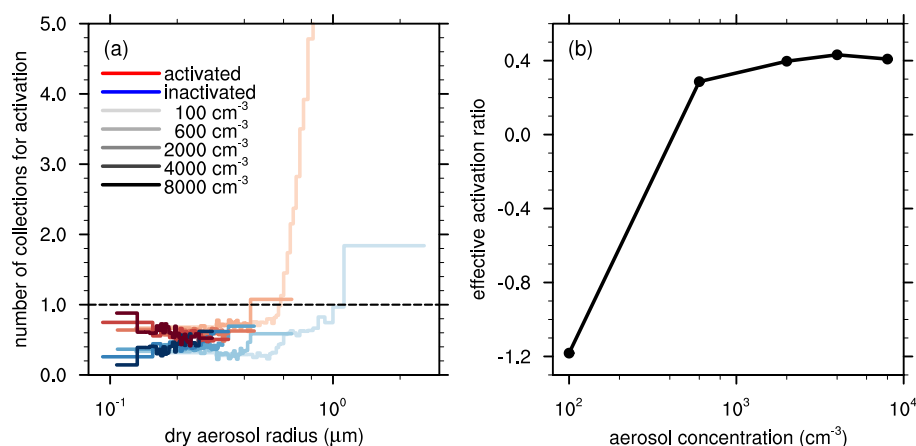 (a)
number of collections for activation
5.0
4.0
3.0
2.0
1.0
0.0
activated
inactivated
100 cm⁻³
600 cm⁻³
2000 cm⁻³
4000 cm⁻³
8000 cm⁻³
10⁻¹
10⁰
dry aerosol radius (μm)
(b)
effective activation ratio
0.4
0.0
-0.4
-0.8
-1.2
10²
10³
10⁴
aerosol concentration (cm⁻³)